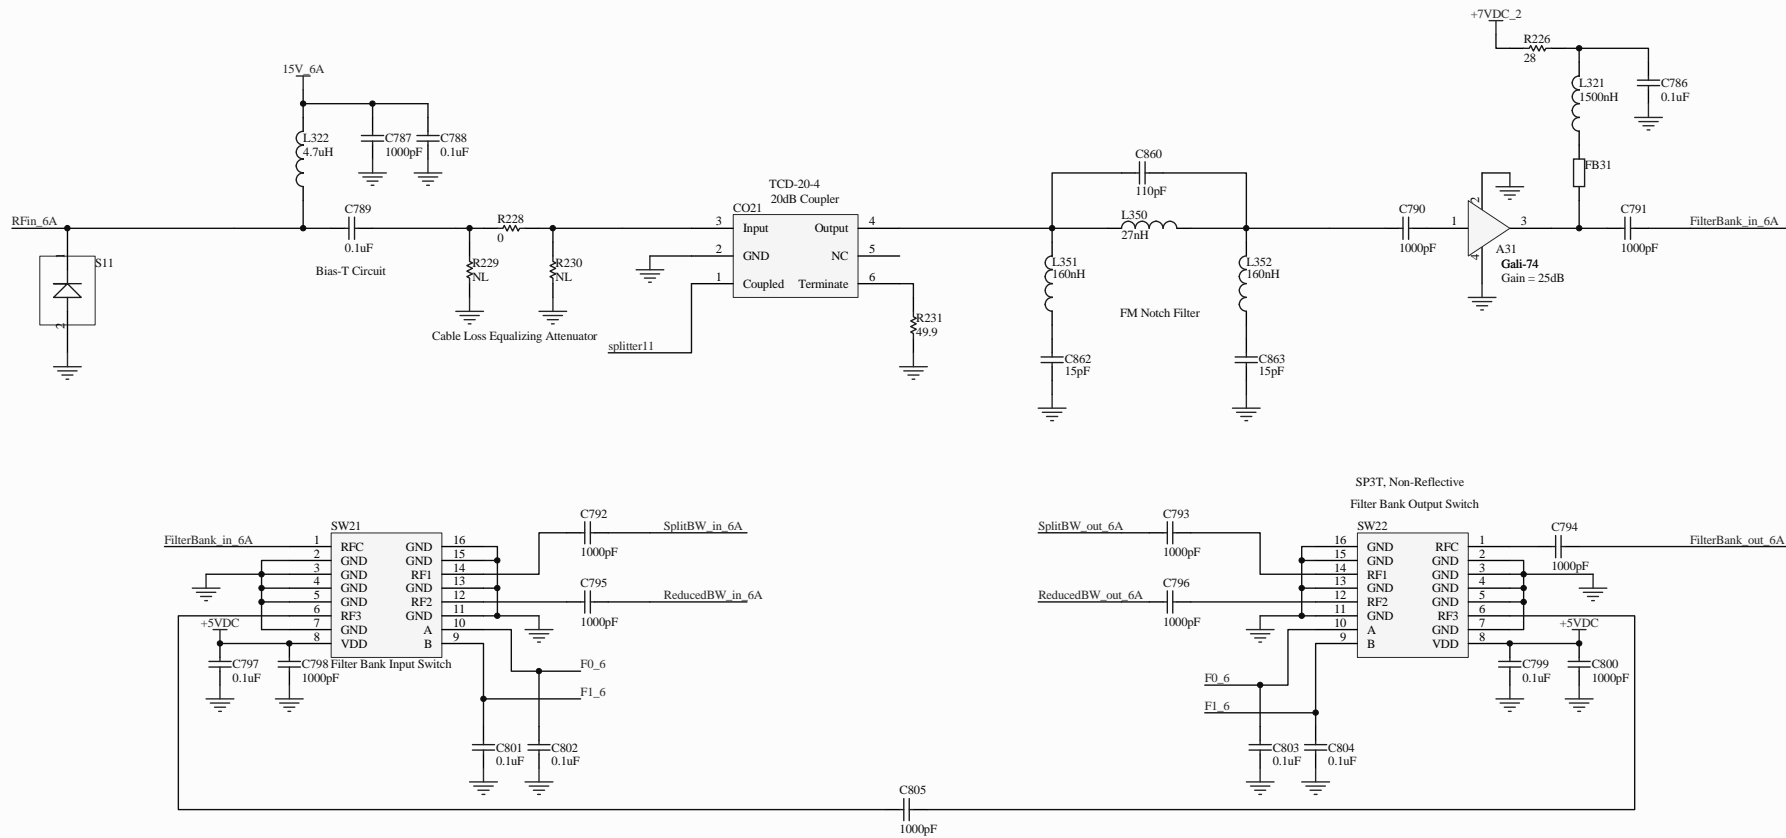 +7VDC_2
R226
28
L321
1500nH
C786
0.1uF
FB31
15V_6A
L322
4.7uH
C787
1000pF
C788
0.1uF
RFin_6A
C789
0.1uF
Bias-T Circuit
S11
1
2
R228
0
R229
NL
R230
NL
Cable Loss Equalizing Attenuator
TCD-20-4
20dB Coupler
CO21
3 Input Output 4
2 GND NC 5
1 Coupled Terminate 6
splitter11
R231
49.9
C860
110pF
L350
27nH
L351
160nH
L352
160nH
FM Notch Filter
C862
15pF
C863
15pF
C790
1000pF
1
2
3
4
A31
Gali-74
Gain = 25dB
C791
1000pF
FilterBank_in_6A
SW21
FilterBank_in_6A
1 RFC GND 16
2 GND GND 15
3 GND RF1 14
4 GND GND 13
5 GND RF2 12
6 RF3 GND 11
7 GND A 10
8 VDD B 9
Filter Bank Input Switch
+5VDC
C797
0.1uF
C798
1000pF
C792
1000pF
SplitBW_in_6A
C795
1000pF
ReducedBW_in_6A
F0_6
F1_6
C801
0.1uF
C802
0.1uF
SP3T, Non-Reflective
Filter Bank Output Switch
SW22
SplitBW_out_6A
C793
1000pF
ReducedBW_out_6A
C796
1000pF
16 GND RFC 1
15 GND GND 2
14 RF1 GND 3
13 GND GND 4
12 RF2 GND 5
11 GND RF3 6
10 A GND 7
9 B VDD 8
C794
1000pF
FilterBank_out_6A
+5VDC
C799
0.1uF
C800
1000pF
F0_6
F1_6
C803
0.1uF
C804
0.1uF
C805
1000pF